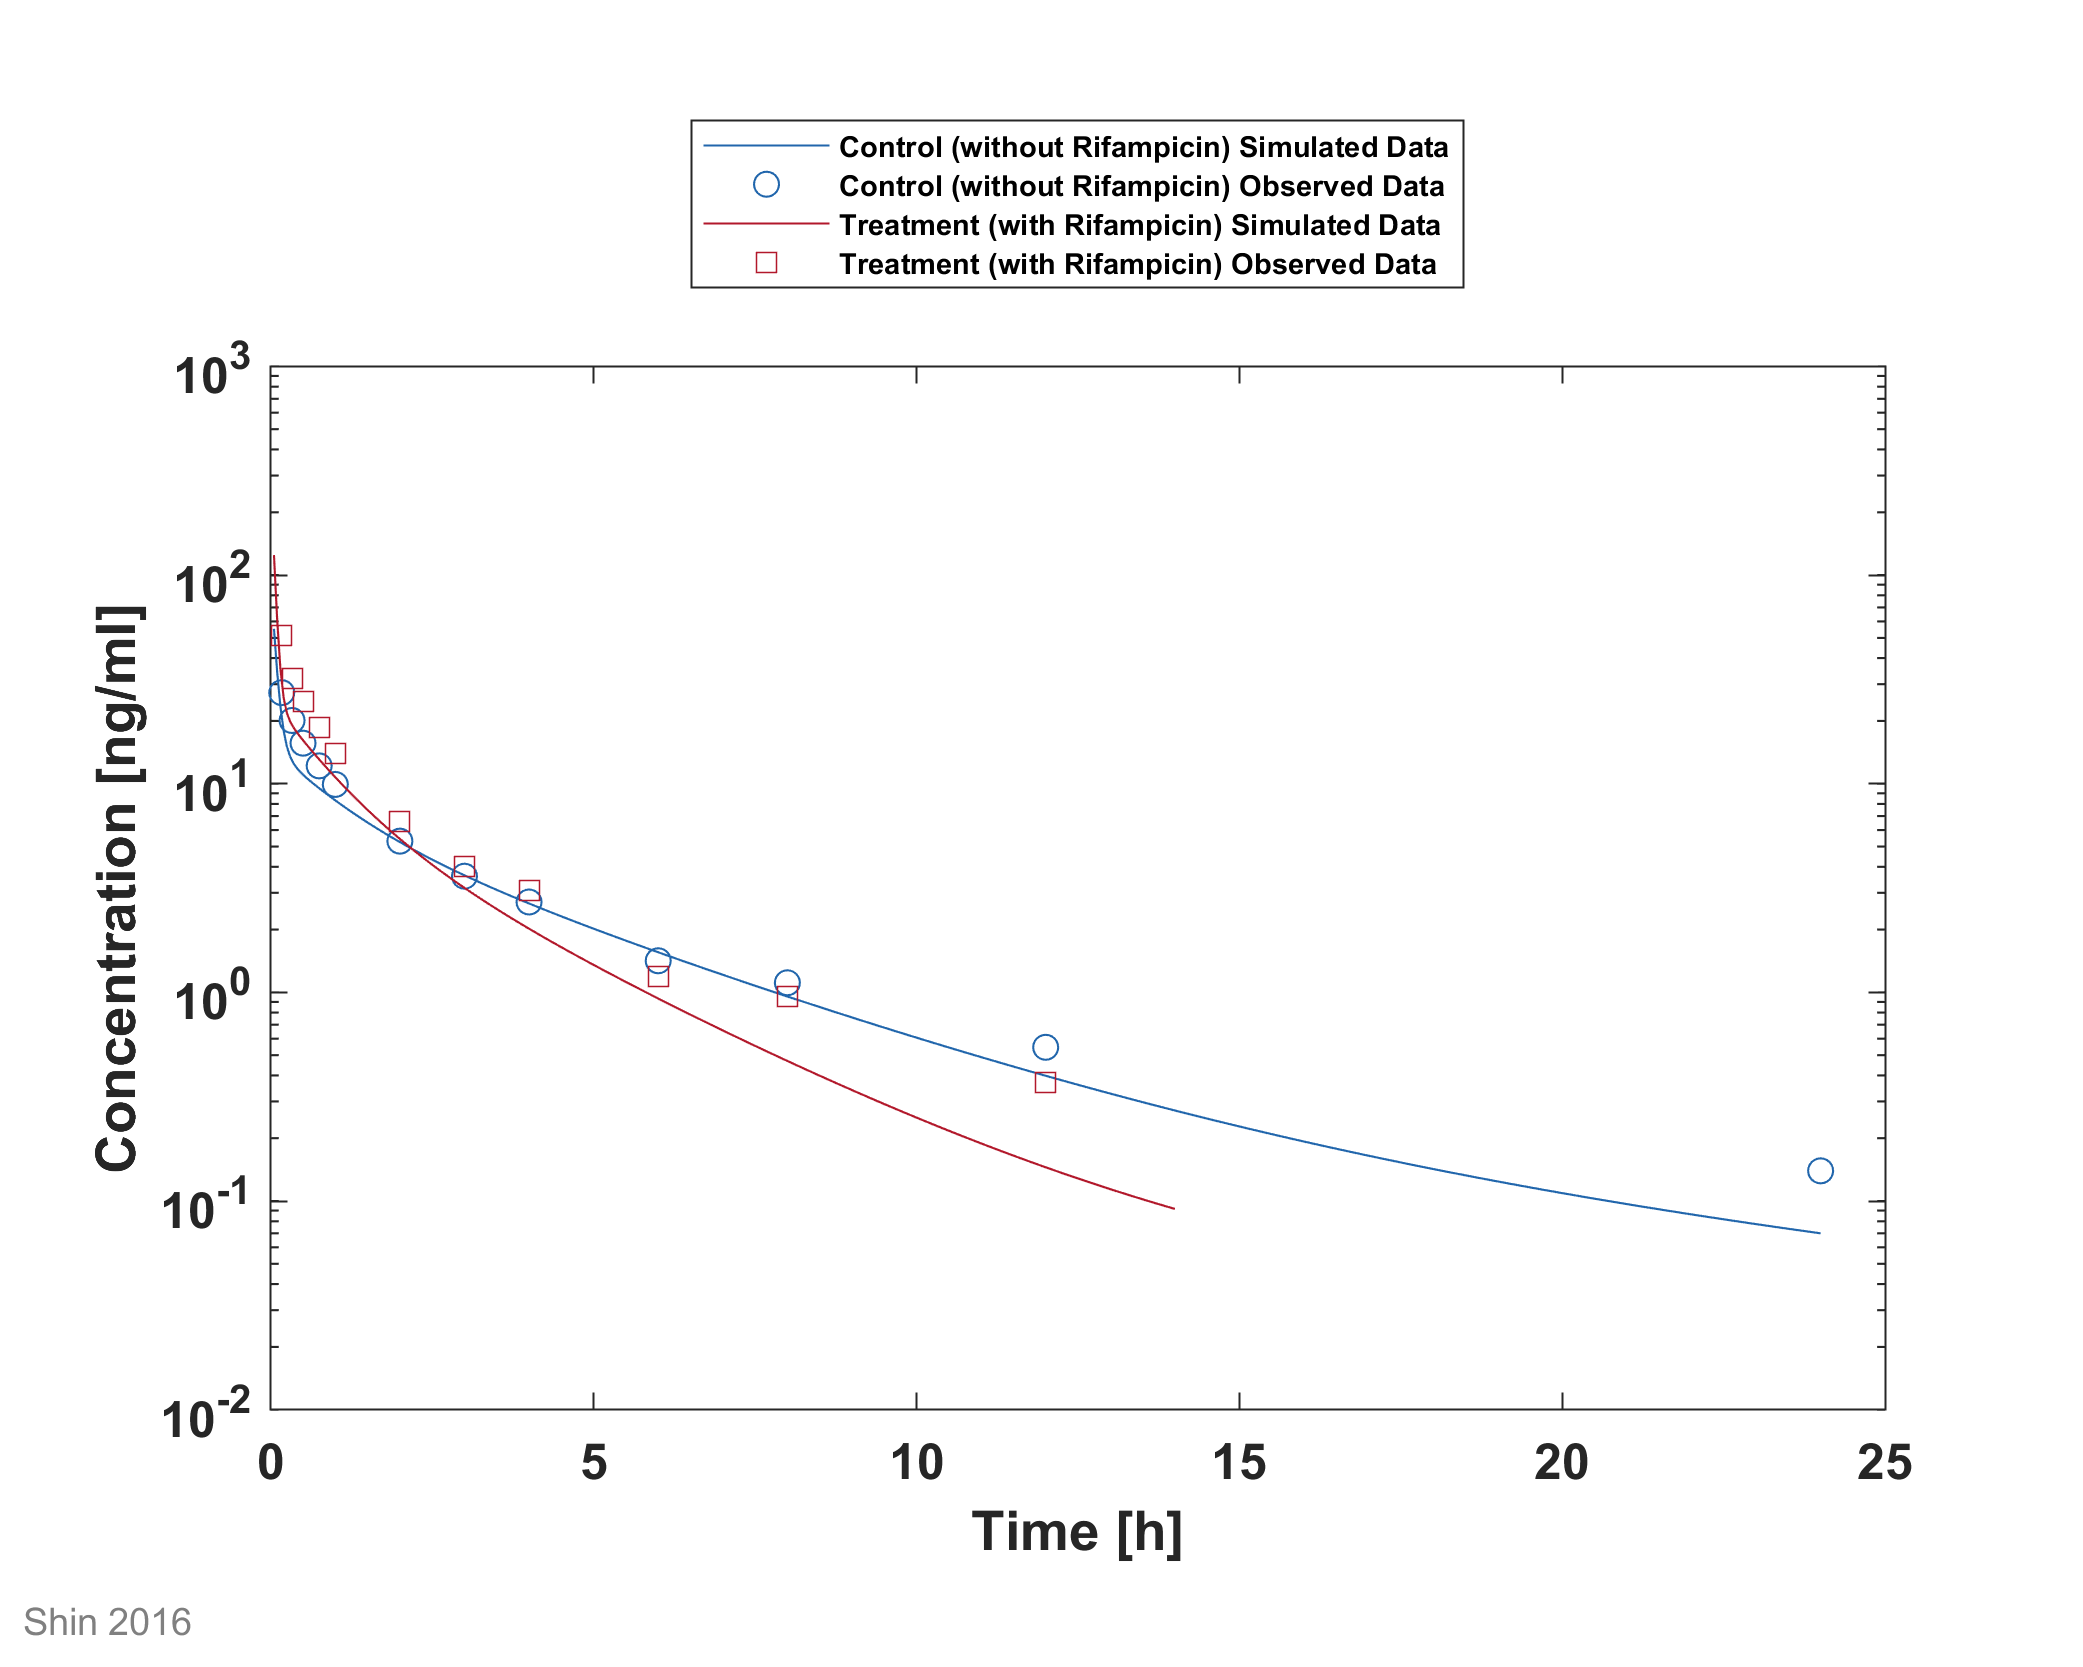 Control (without Rifampicin) Simulated Data
Control (without Rifampicin) Observed Data
Treatment (with Rifampicin) Simulated Data
Treatment (with Rifampicin) Observed Data
10^3
10^2
10^1
10^0
10^-1
10^-2
Concentration [ng/ml]
0 5 10 15 20 25
Time [h]
Shin 2016